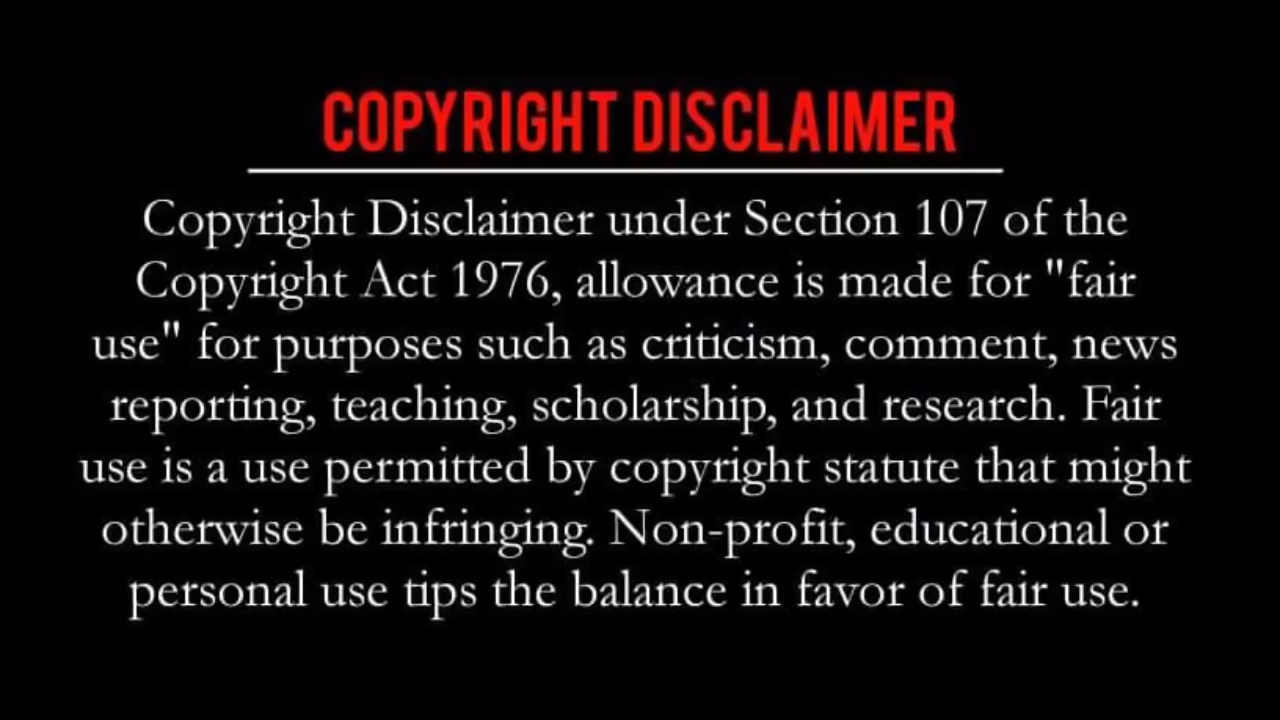 COPYRIGHT DISCLAIMER
Copyright Disclaimer under Section 107 of the
Copyright Act 1976, allowance is made for "fair
use" for purposes such as criticism, comment, news
reporting, teaching, scholarship, and research. Fair
use is a use permitted by copyright statute that might
otherwise be infringing. Non-profit, educational or
personal use tips the balance in favor of fair use.